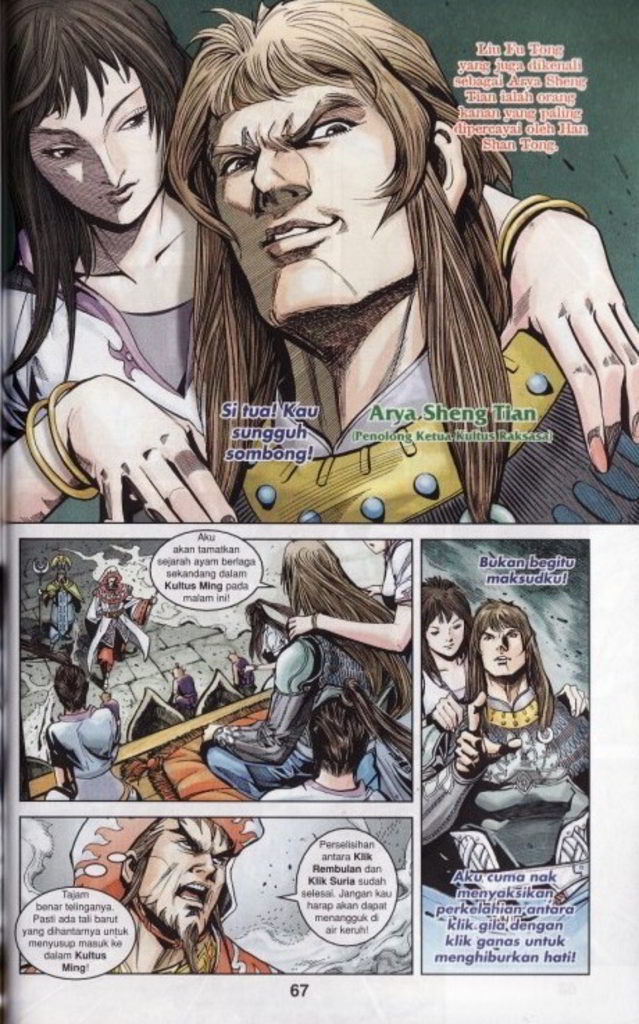 Liu Fu Tong
yang juga dikenali
sebagai Arya Sheng
Tian ialah orang
kanan yang paling
dipercayai oleh Han
Shan Tong.
Si tua! Kau
sungguh
sombong!
Arya Sheng Tian
(Penolong Ketua Kultus Raksasa)
Aku
akan tamatkan
sejarah ayam berlaga
sekandang dalam
Kultus Ming pada
malam ini!
Bukan begitu
maksudku!
Tajam
benar telinganya.
Pasti ada tali barut
yang dihantarnya untuk
menyusup masuk ke
dalam Kultus
Ming!
Perselisihan
antara Klik
Rembulan dan
Klik Suria sudah
selesai. Jangan kau
harap akan dapat
menangguk di
air keruh!
Aku cuma nak
menyaksikan
perkelahian antara
klik gila dengan
klik ganas untuk
menghiburkan hati!
67